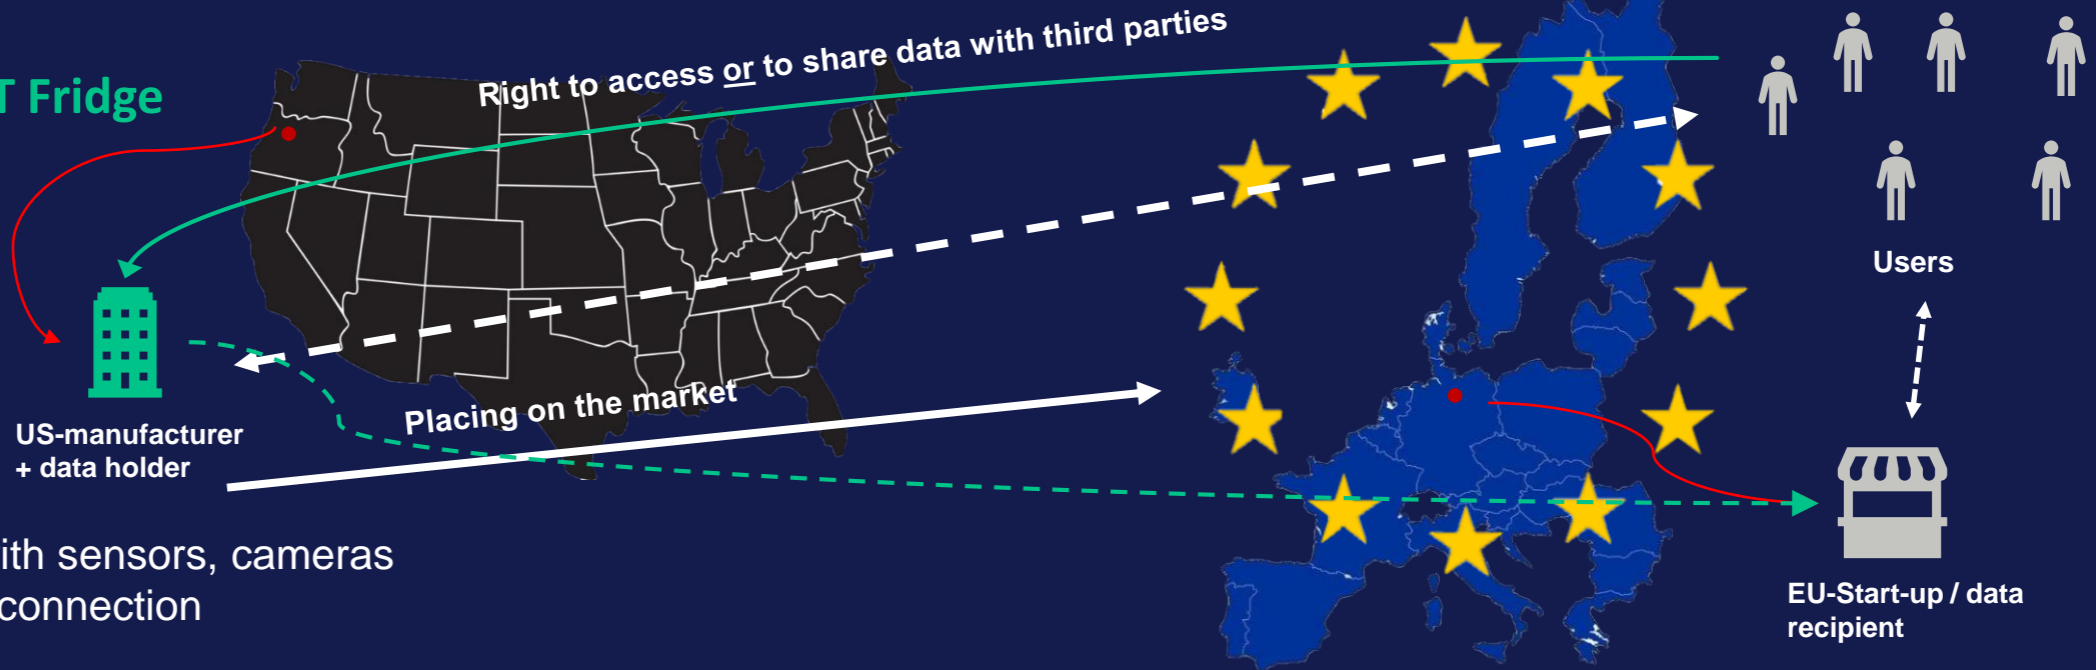 Right to access or to share data with third parties
T Fridge
Users
Placing on the market
US-manufacturer
+ data holder
ith sensors, cameras
connection
EU-Start-up / data
recipient